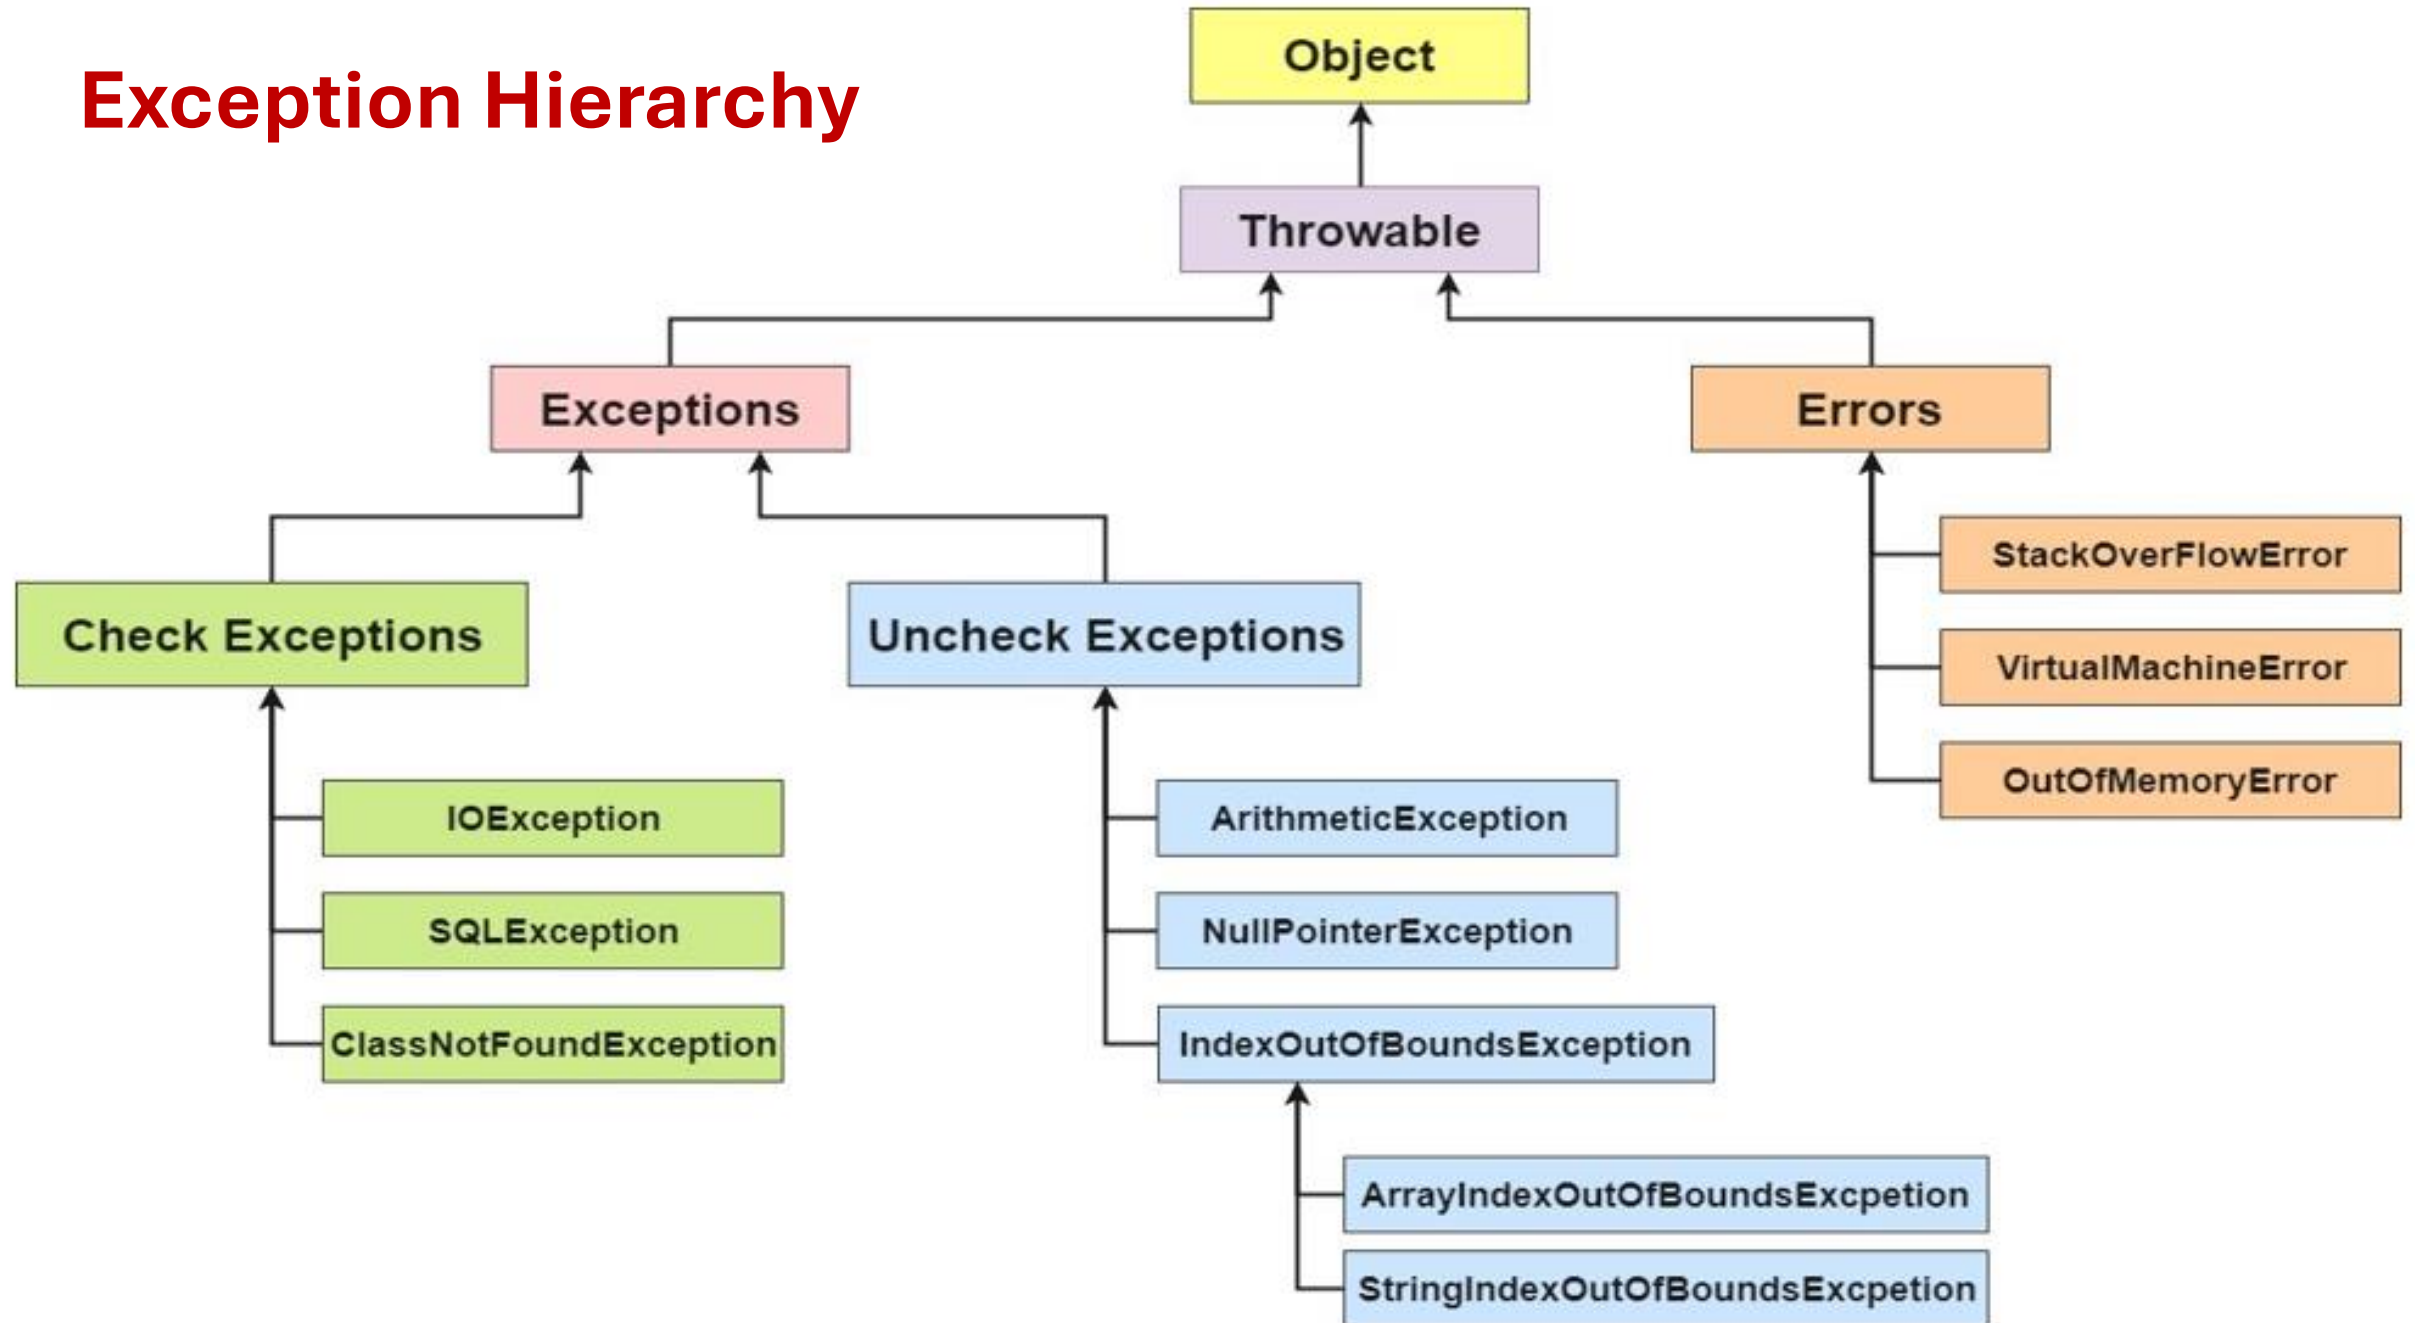 Exception Hierarchy
Object
Throwable
Exceptions
Errors
Check Exceptions
Uncheck Exceptions
StackOverFlowError
VirtualMachineError
OutOfMemoryError
IOException
SQLException
ClassNotFoundException
ArithmeticException
NullPointerException
IndexOutOfBoundsException
ArrayIndexOutOfBoundsExcpetion
StringIndexOutOfBoundsExcpetion